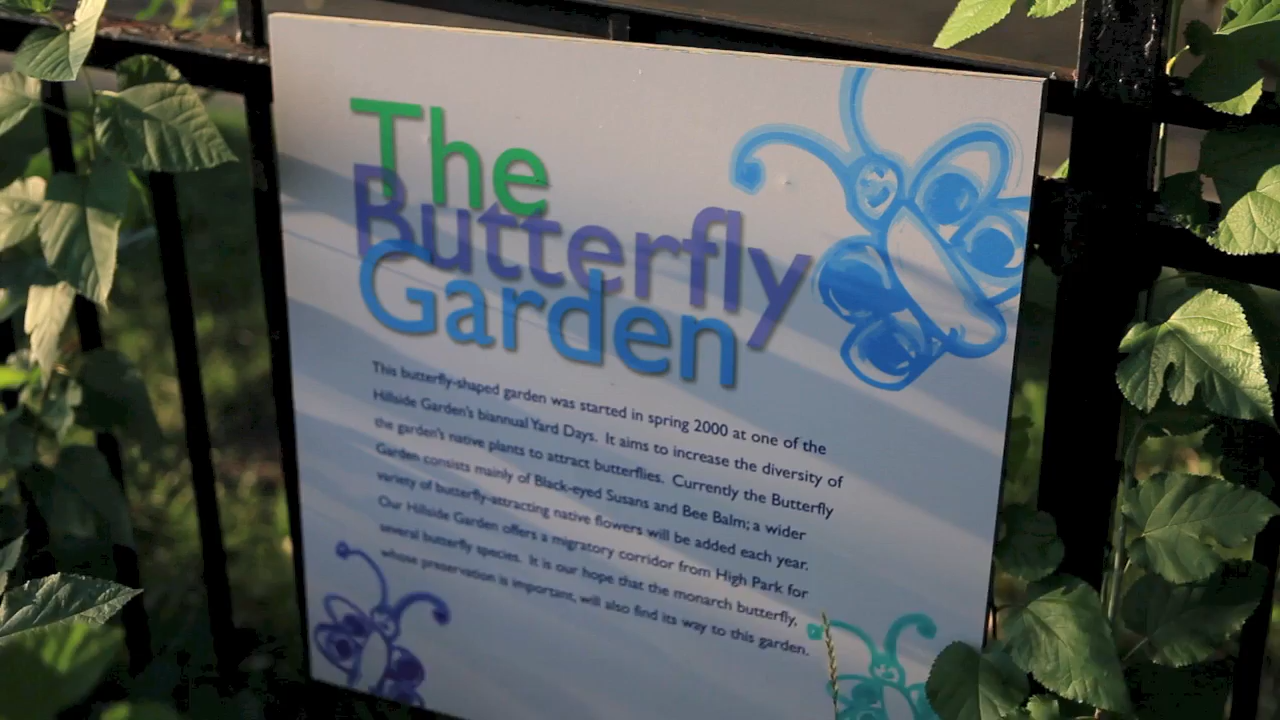 The
Butterfly
Garden
This butterfly-shaped garden was started in spring 2000 at one of the
Hillside Garden's biannual Yard Days. It aims to increase the diversity of
the garden's native plants to attract butterflies. Currently the Butterfly
Garden consists mainly of Black-eyed Susans and Bee Balm; a wider
variety of butterfly-attracting native flowers will be added each year.
Our Hillside Garden offers a migratory corridor from High Park for
several butterfly species. It is our hope that the monarch butterfly,
whose preservation is important, will also find its way to this garden.